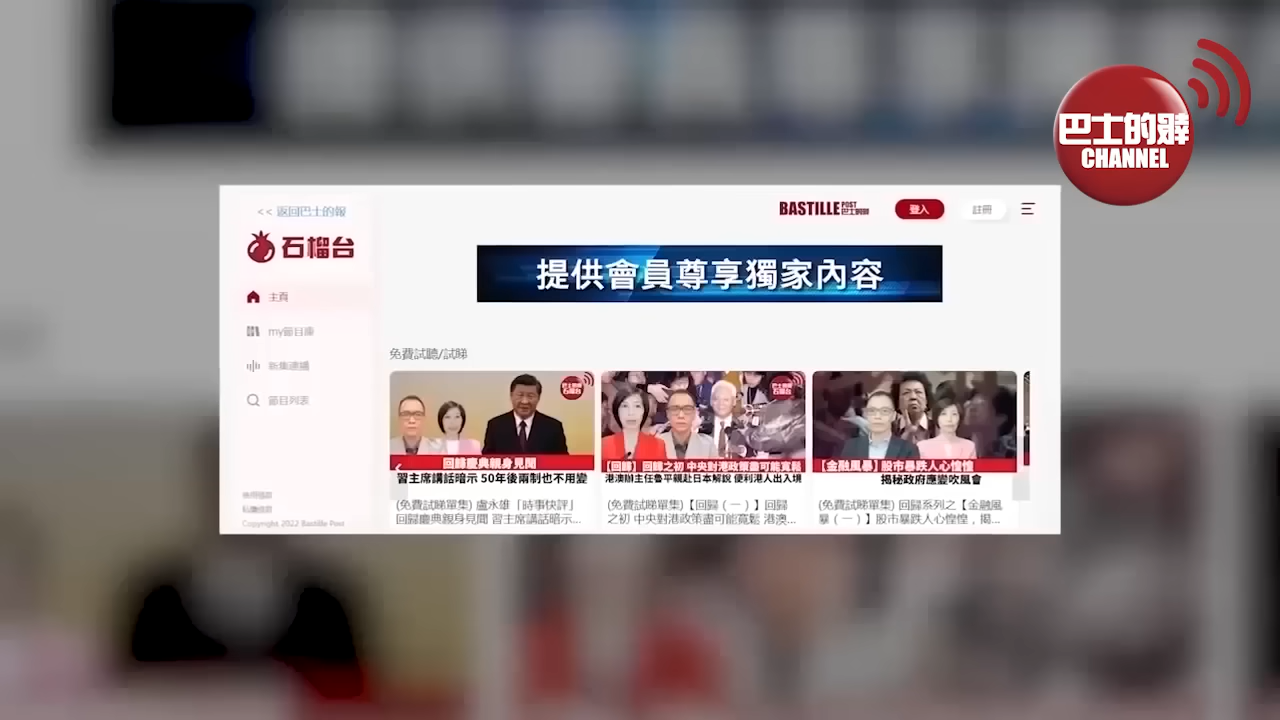 巴士的報
CHANNEL
<< 返回巴士的報
石榴台
BASTILLE POST
巴士的報
登入
註冊
主頁
my節目庫
新集速遞
節目列表
提供會員尊享獨家內容
免費試聽/試睇
回歸慶典親身見聞
習主席講話暗示 50年後兩制也不用變
(免費試睇單集) 盧永雄「時事快評」
回歸慶典親身見聞 習主席講話暗示...
【回歸】回歸之初 中央對港政策盡可能寬鬆
港澳辦主任魯平親赴日本解說 便利港人出入境
(免費試睇單集)【回歸（一）】回歸
之初 中央對港政策盡可能寬鬆 港澳...
【金融風暴】股市暴跌人心惶惶
揭秘政府應變吹風會
(免費試睇單集) 回歸系列之【金融風
暴（一）】股市暴跌人心惶惶，揭...
Copyright 2022 Bastille Post